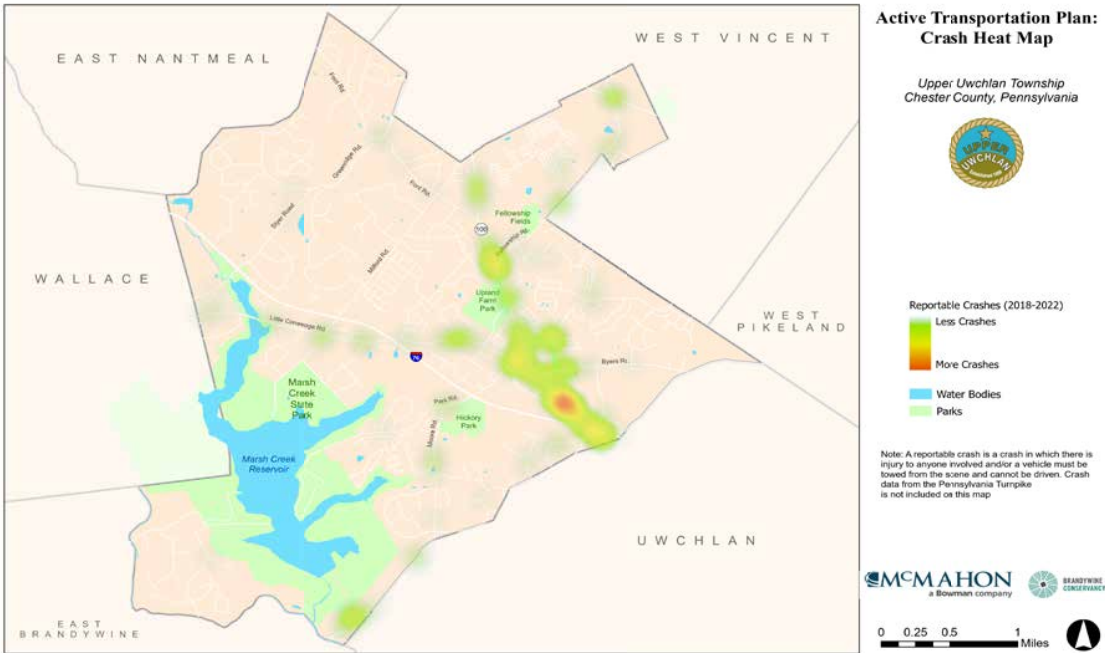 Active Transportation Plan:
Crash Heat Map
Upper Uwchlan Township
Chester County, Pennsylvania
UPPER
UWCHLAN
EAST NANTMEAL
WEST VINCENT
WALLACE
WEST
PIKELAND
UWCHLAN
EAST
BRANDYWINE
Font Rd
Greenridge Rd.
Styer Road
Font Rd.
Milford Rd.
Fellowship
Fields
100
Fellowship Rd.
Upland
Farm
Park
Little Conestoga Rd
Byers
Park Rd.
Moore Rd.
Hickory
Park
Marsh
Creek
State
Park
Marsh Creek
Reservoir
Reportable Crashes (2018-2022)
Less Crashes
More Crashes
Water Bodies
Parks
Note: A reportable crash is a crash in which there is
injury to anyone involved and/or a vehicle must be
towed from the scene and cannot be driven. Crash
data from the Pennsylvania Turnpike
is not included on this map
McMAHON
a Bowman company
BRANDYWINE
CONSERVANCY
0 0.25 0.5 1
Miles